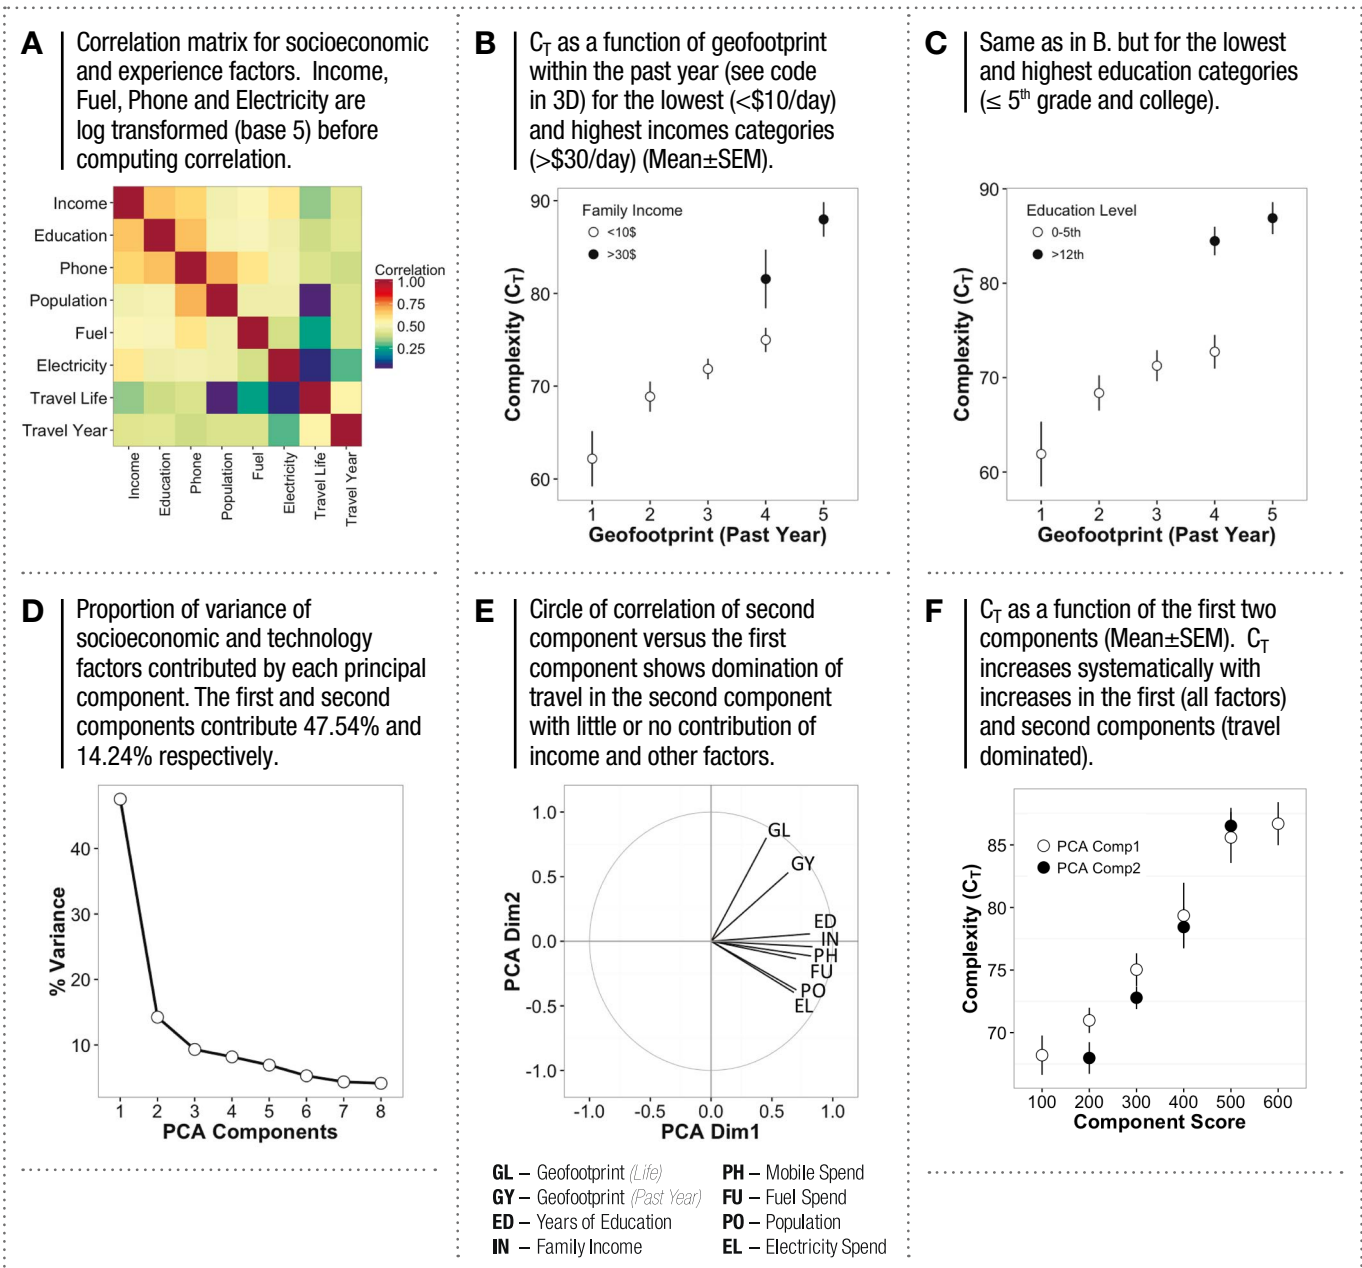 A
Correlation matrix for socioeconomic
and experience factors. Income,
Fuel, Phone and Electricity are
log transformed (base 5) before
computing correlation.
Income
Education
Phone
Population
Fuel
Electricity
Travel Life
Travel Year
Income
Education
Phone
Population
Fuel
Electricity
Travel Life
Travel Year
Correlation
1.00
0.75
0.50
0.25
B
C_T as a function of geofootprint
within the past year (see code
in 3D) for the lowest (<$10/day)
and highest incomes categories
(>$30/day) (Mean±SEM).
Family Income
<10$
>30$
90
80
70
60
Complexity (C_T)
1 2 3 4 5
Geofootprint (Past Year)
C
Same as in B. but for the lowest
and highest education categories
(≤ 5th grade and college).
Education Level
0-5th
>12th
90
80
70
60
Complexity (C_T)
1 2 3 4 5
Geofootprint (Past Year)
D
Proportion of variance of
socioeconomic and technology
factors contributed by each principal
component. The first and second
components contribute 47.54% and
14.24% respectively.
40
30
20
10
% Variance
1 2 3 4 5 6 7 8
PCA Components
E
Circle of correlation of second
component versus the first
component shows domination of
travel in the second component
with little or no contribution of
income and other factors.
1.0
0.5
0.0
-0.5
-1.0
PCA Dim2
GL
GY
ED
IN
PH
FU
PO
EL
-1.0 -0.5 0.0 0.5 1.0
PCA Dim1
GL – Geofootprint (Life)
GY – Geofootprint (Past Year)
ED – Years of Education
IN – Family Income
PH – Mobile Spend
FU – Fuel Spend
PO – Population
EL – Electricity Spend
F
C_T as a function of the first two
components (Mean±SEM). C_T
increases systematically with
increases in the first (all factors)
and second components (travel
dominated).
PCA Comp1
PCA Comp2
85
80
75
70
Complexity (C_T)
100 200 300 400 500 600
Component Score